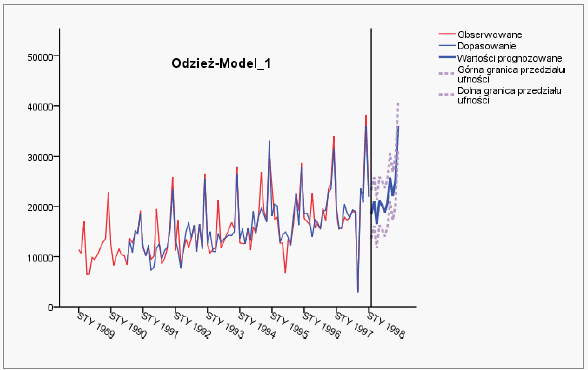 Odzież-Model_1
Obserwowane
Dopasowanie
Wartości prognozowane
Górna granica przedziału
ufności
Dolna granica przedziału
ufności
50000
40000
30000
20000
10000
0
STY 1989
STY 1990
STY 1991
STY 1992
STY 1993
STY 1994
STY 1995
STY 1996
STY 1997
STY 1998